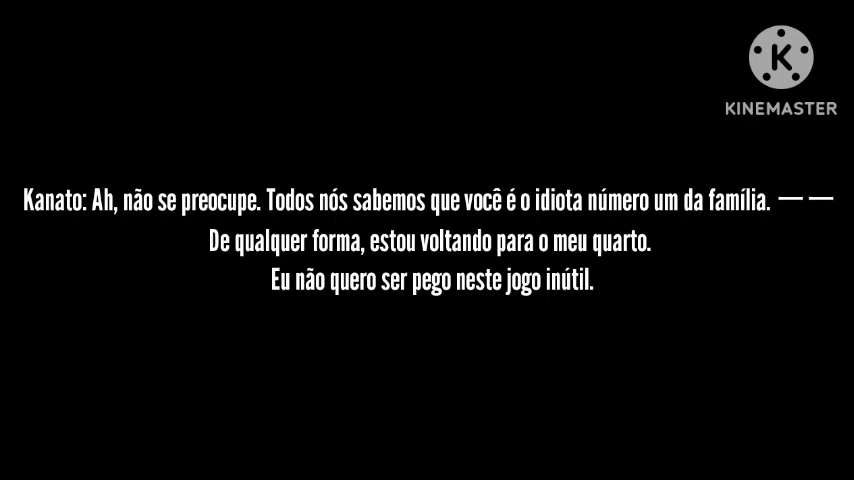 KINEMASTER
Kanato: Ah, não se preocupe. Todos nós sabemos que você é o idiota número um da família. — —
De qualquer forma, estou voltando para o meu quarto.
Eu não quero ser pego neste jogo inútil.